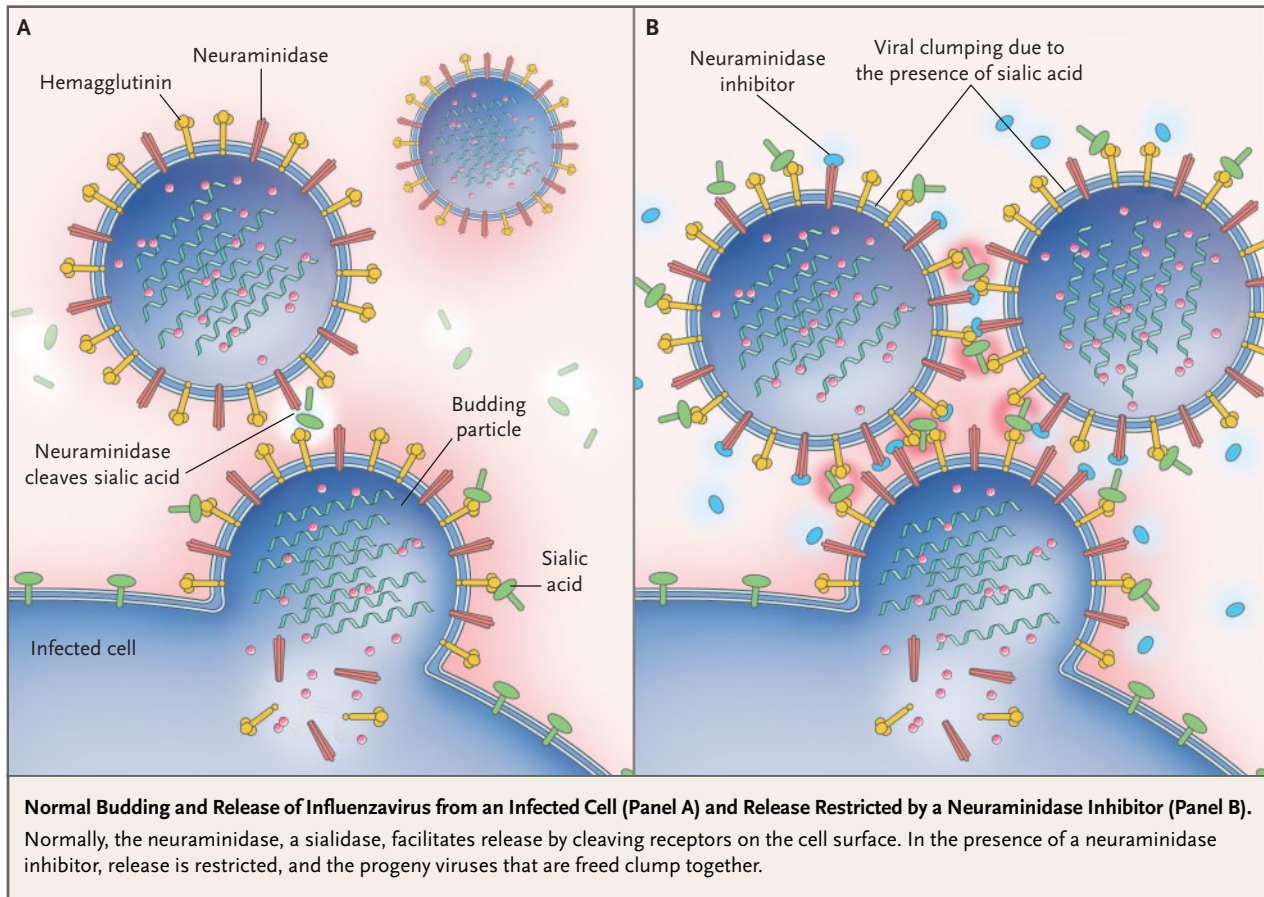 A
Neuraminidase
Hemagglutinin
Neuraminidase
cleaves sialic acid
Budding
particle
Sialic
acid
Infected cell
B
Neuraminidase
inhibitor
Viral clumping due to
the presence of sialic acid
Normal Budding and Release of Influenzavirus from an Infected Cell (Panel A) and Release Restricted by a Neuraminidase Inhibitor (Panel B).
Normally, the neuraminidase, a sialidase, facilitates release by cleaving receptors on the cell surface. In the presence of a neuraminidase
inhibitor, release is restricted, and the progeny viruses that are freed clump together.